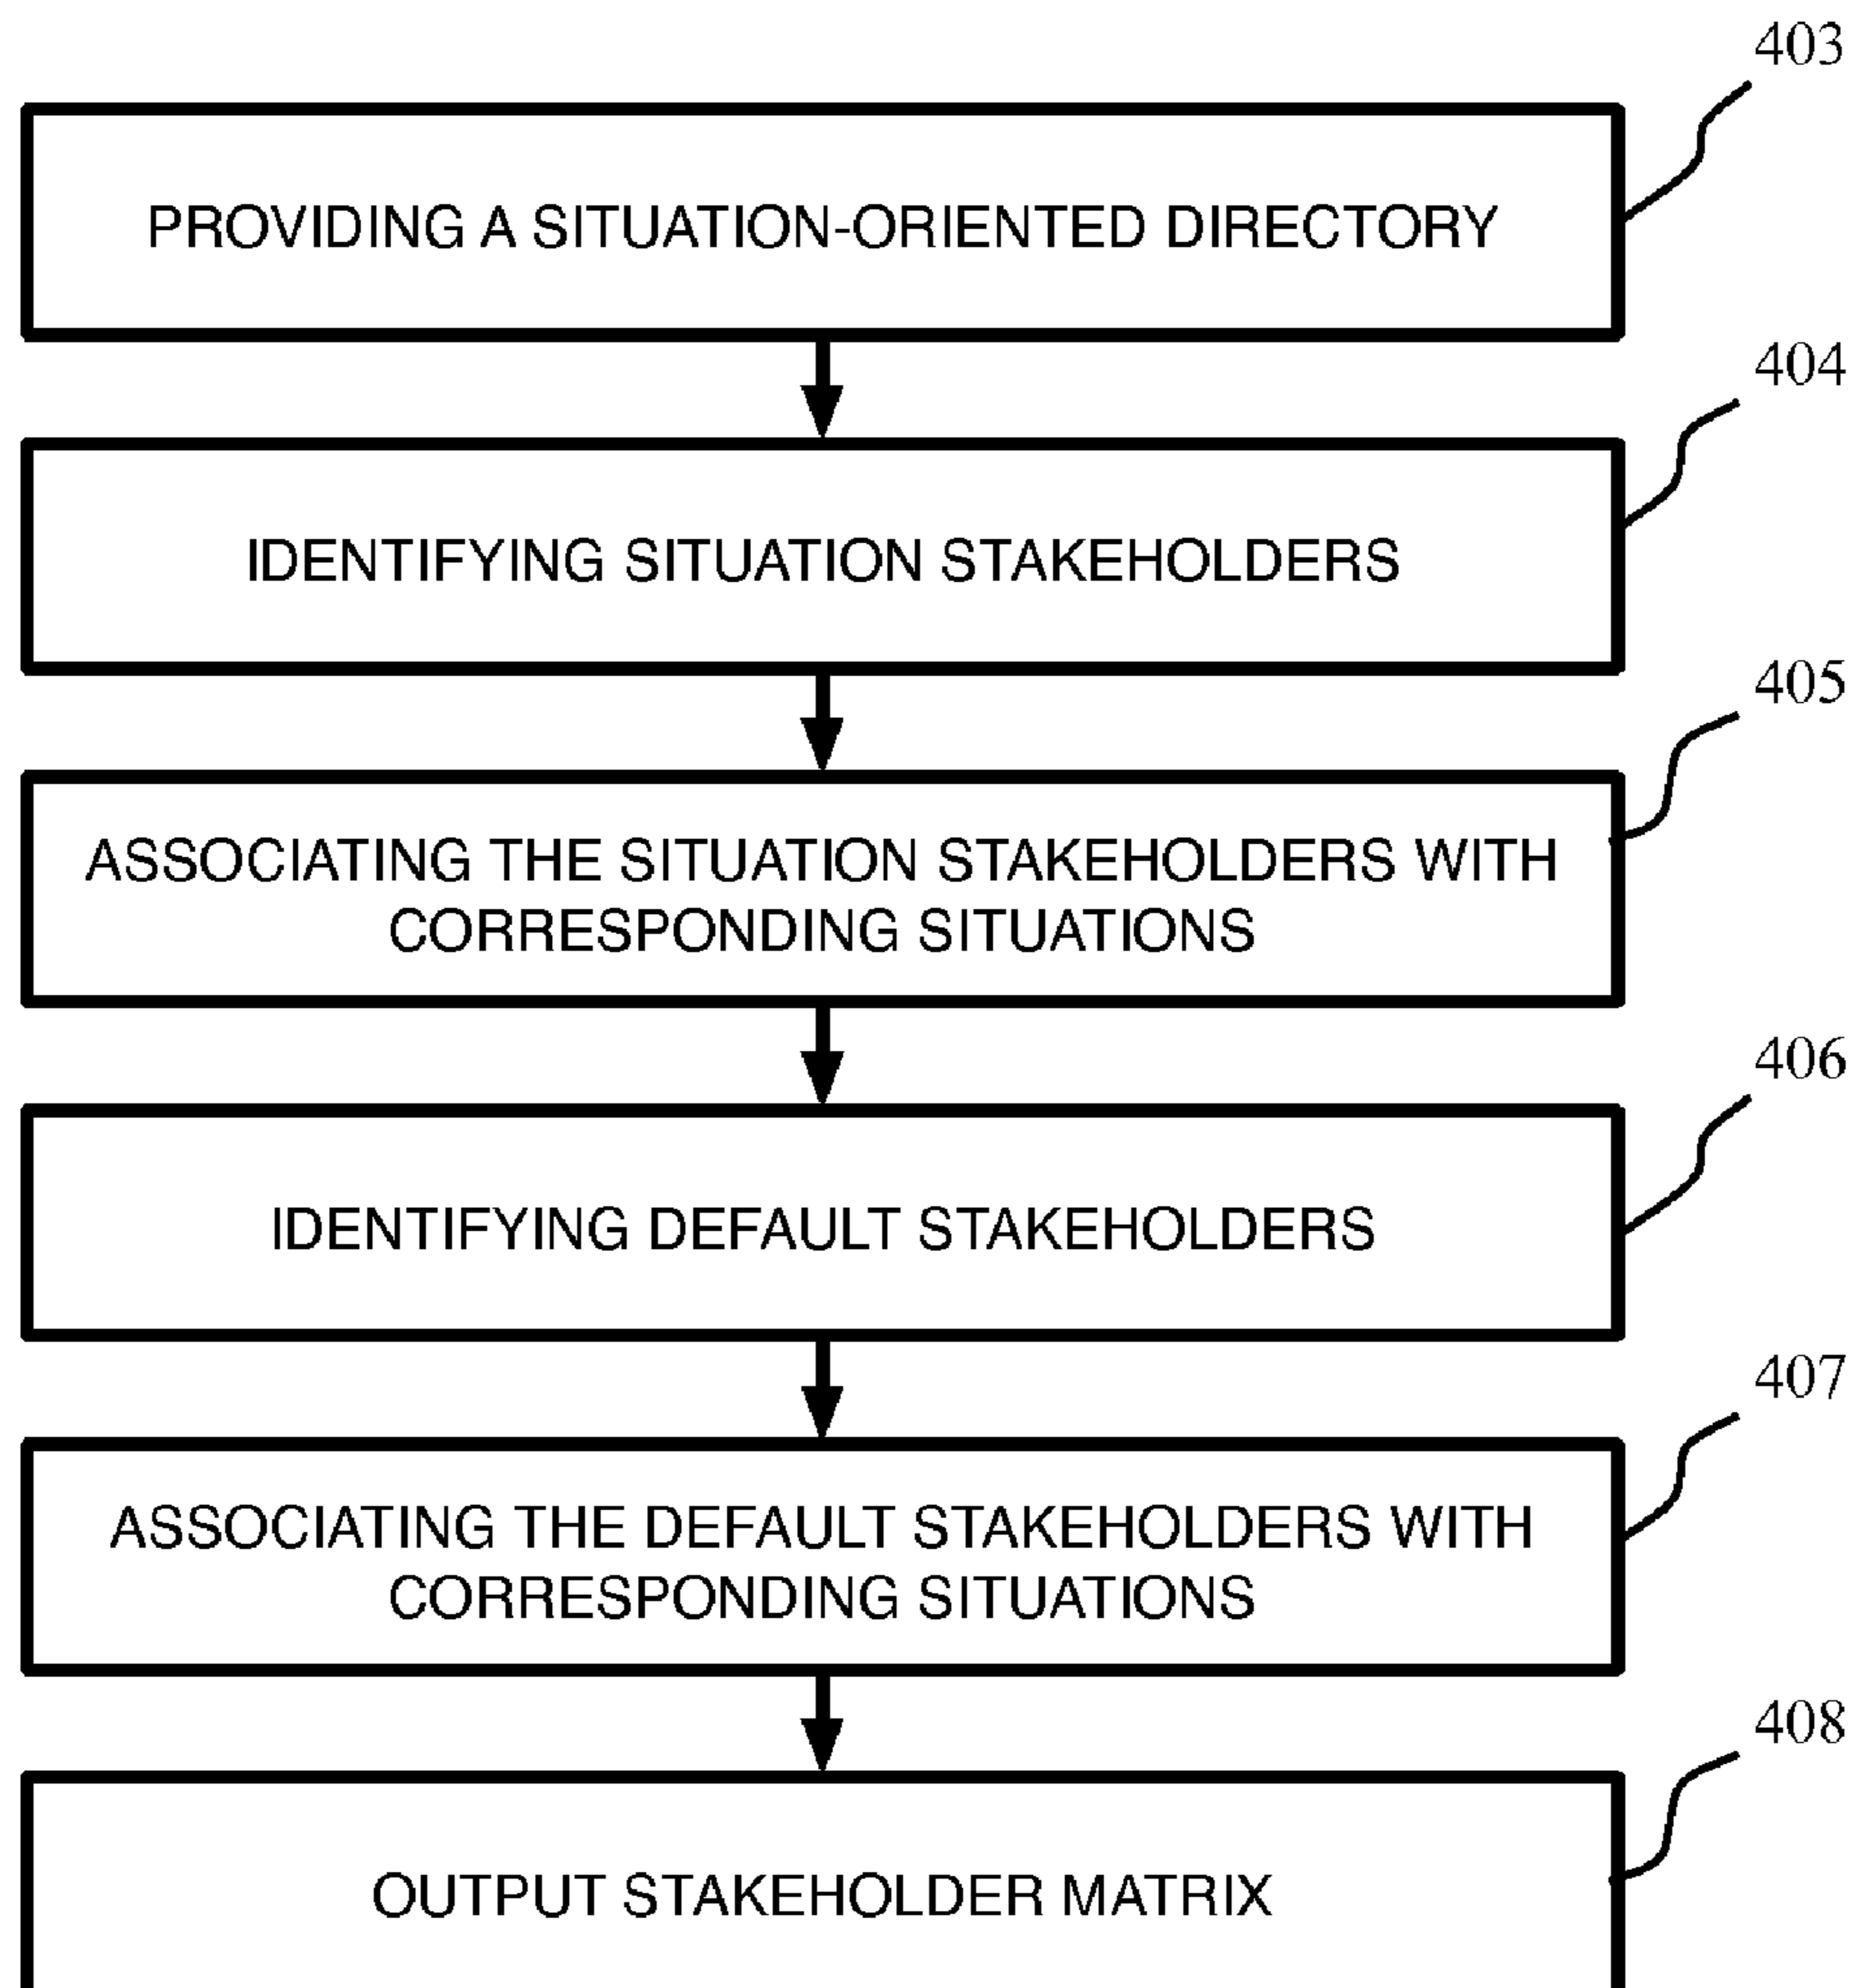 403
PROVIDING A SITUATION-ORIENTED DIRECTORY
404
IDENTIFYING SITUATION STAKEHOLDERS
405
ASSOCIATING THE SITUATION STAKEHOLDERS WITH
CORRESPONDING SITUATIONS
406
IDENTIFYING DEFAULT STAKEHOLDERS
407
ASSOCIATING THE DEFAULT STAKEHOLDERS WITH
CORRESPONDING SITUATIONS
408
OUTPUT STAKEHOLDER MATRIX